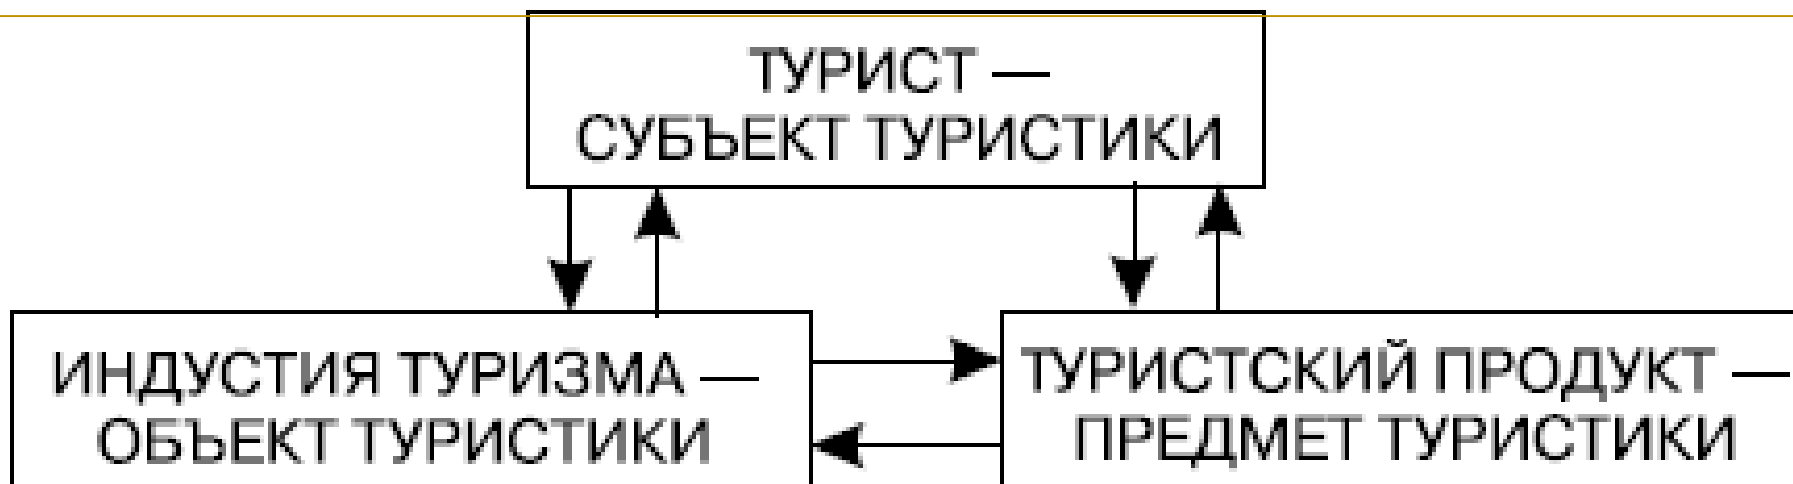 ТУРИСТ —
СУБЪЕКТ ТУРИСТИКИ
ИНДУСТИЯ ТУРИЗМА —
ОБЪЕКТ ТУРИСТИКИ
ТУРИСТСКИЙ ПРОДУКТ —
ПРЕДМЕТ ТУРИСТИКИ